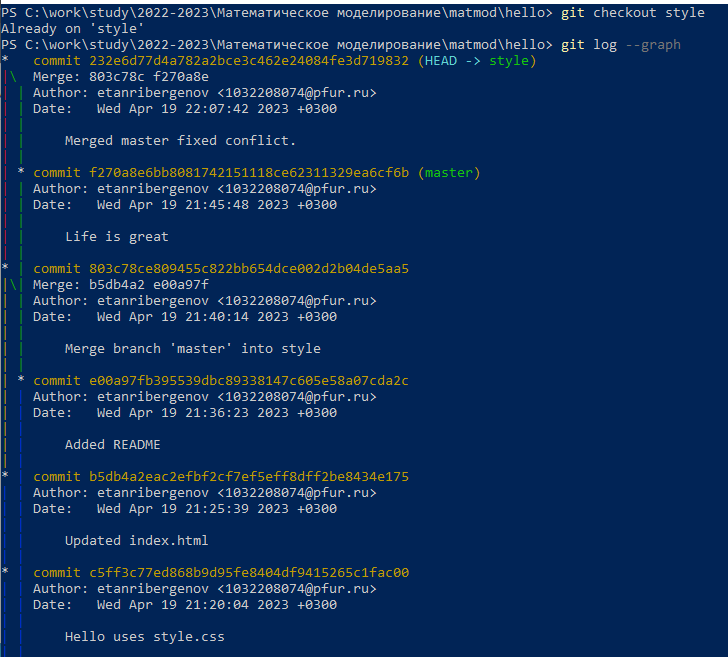 PS C:\work\study\2022-2023\Математическое моделирование\matmod\hello> git checkout style
Already on 'style'
PS C:\work\study\2022-2023\Математическое моделирование\matmod\hello> git log --graph
*   commit 232e6d77d4a782a2bce3c462e24084fe3d719832 (HEAD -> style)
|\  Merge: 803c78c f270a8e
| | Author: etanribergenov <1032208074@pfur.ru>
| | Date:   Wed Apr 19 22:07:42 2023 +0300
| |
| |     Merged master fixed conflict.
| |
| * commit f270a8e6bb8081742151118ce62311329ea6cf6b (master)
| | Author: etanribergenov <1032208074@pfur.ru>
| | Date:   Wed Apr 19 21:45:48 2023 +0300
| |
| |     Life is great
| |
* | commit 803c78ce809455c822bb654dce002d2b04de5aa5
|\| Merge: b5db4a2 e00a97f
| | Author: etanribergenov <1032208074@pfur.ru>
| | Date:   Wed Apr 19 21:40:14 2023 +0300
| |
| |     Merge branch 'master' into style
| |
| * commit e00a97fb395539dbc89338147c605e58a07cda2c
| | Author: etanribergenov <1032208074@pfur.ru>
| | Date:   Wed Apr 19 21:36:23 2023 +0300
| |
| |     Added README
| |
* | commit b5db4a2eac2efbf2cf7ef5eff8dff2be8434e175
| | Author: etanribergenov <1032208074@pfur.ru>
| | Date:   Wed Apr 19 21:25:39 2023 +0300
| |
| |     Updated index.html
| |
* | commit c5ff3c77ed868b9d95fe8404df9415265c1fac00
| | Author: etanribergenov <1032208074@pfur.ru>
| | Date:   Wed Apr 19 21:20:04 2023 +0300
| |
| |     Hello uses style.css
| |